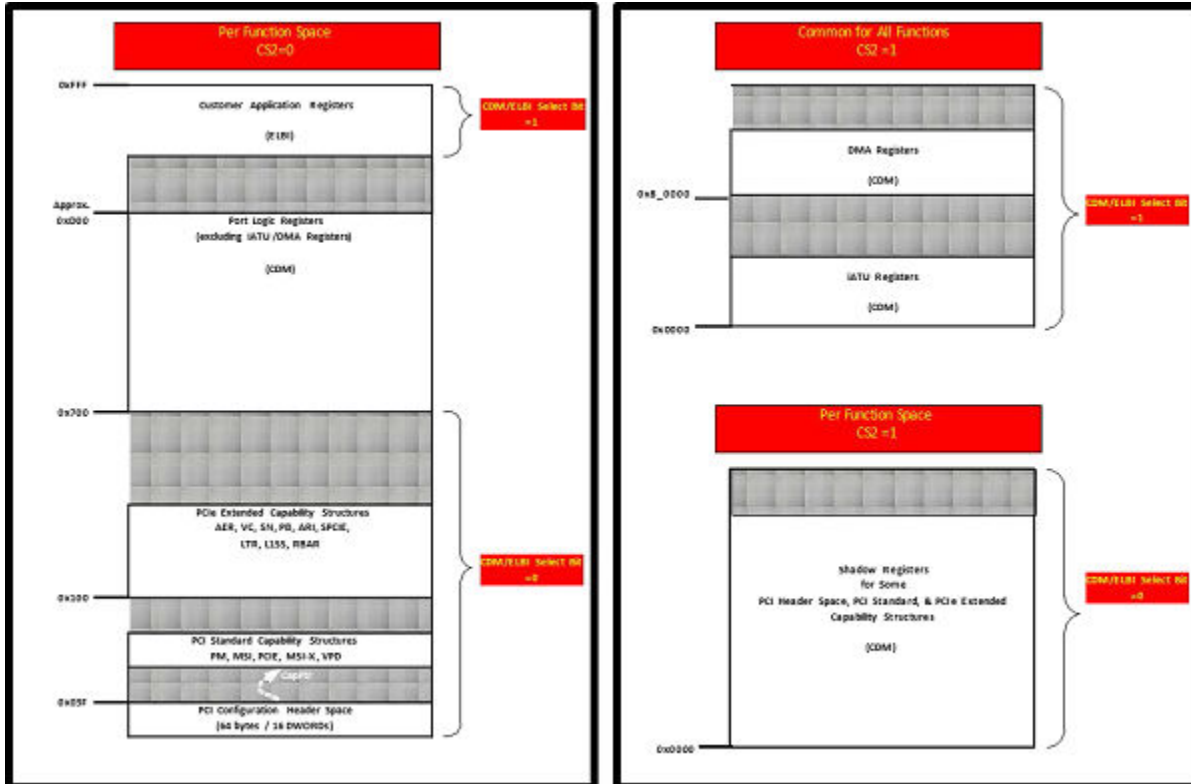 Per Function Space
CS2=0
0xFFF
Customer Application Registers
(ELBI)
CDM/ELBI Select Bit
=1
Approx.
0xD00
Port Logic Registers
(excluding iATU /DMA Registers)
(CDM)
0x700
PCIe Extended Capability Structures
AER, VC, SN, PB, ARI, SPCIE,
LTR, L1SS, RBAR
CDM/ELBI Select Bit
=0
0x100
PCI Standard Capability Structures
PM, MSI, PCIE, MSI-X, VPD
CapPtr
0x03F
PCI Configuration Header Space
(64 bytes / 16 DWORDs)
Common for All Functions
CS2 =1
DMA Registers
(CDM)
0x8_0000
CDM/ELBI Select Bit
=1
iATU Registers
(CDM)
0x0000
Per Function Space
CS2 =1
Shadow Registers
for Some
PCI Header Space, PCI Standard, & PCIe Extended
Capability Structures
(CDM)
CDM/ELBI Select Bit
=0
0x0000